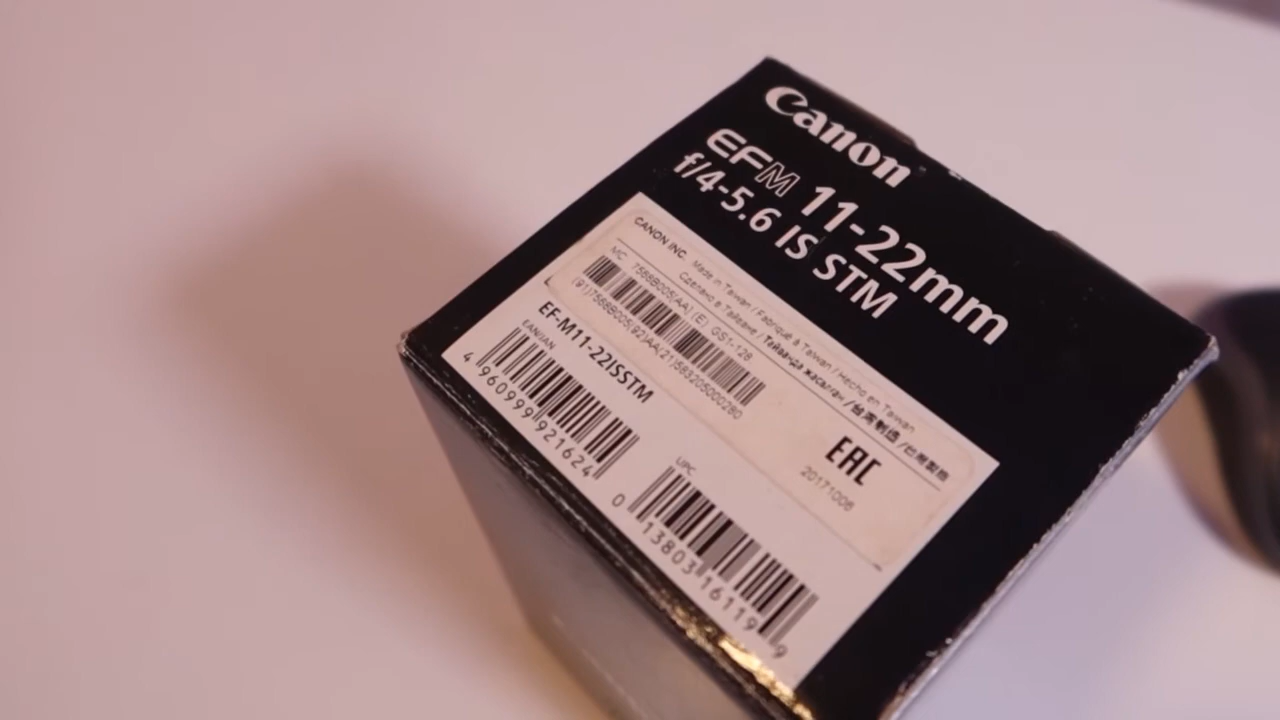 Canon
EFM 11-22mm
f/4-5.6 IS STM
CANON INC. Made in Taiwan / Fabriqué à Taiwan / Hecho en Taiwan
Сделано в Тайване / Тайванда жасалған /台湾制造 /台灣製造
MC 7568B005[AA] (E) GS1-128
(91)7568B005(92)AA(21)583205000280
EAC
20171006
EF-M11-22ISSTM
EAN/JAN
4 960999 921624
UPC
0 13803 16119 9